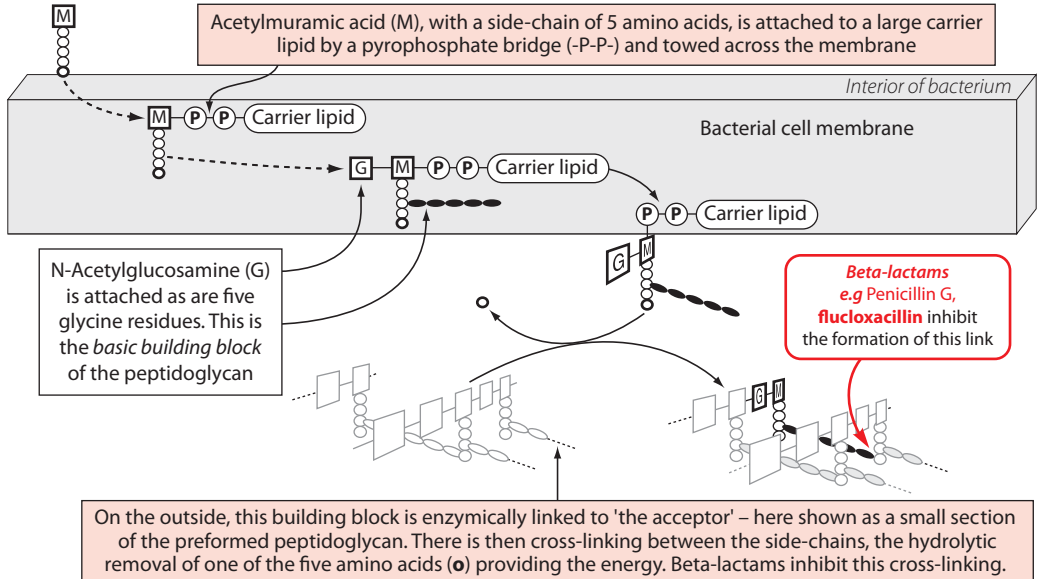 M
Acetylmuramic acid (M), with a side-chain of 5 amino acids, is attached to a large carrier
lipid by a pyrophosphate bridge (-P-P-) and towed across the membrane
Interior of bacterium
M P P Carrier lipid
Bacterial cell membrane
G M P P Carrier lipid
P P Carrier lipid
G M
N-Acetylglucosamine (G)
is attached as are five
glycine residues. This is
the basic building block
of the peptidoglycan
Beta-lactams
e.g Penicillin G,
flucloxacillin inhibit
the formation of this link
G M
On the outside, this building block is enzymically linked to 'the acceptor' – here shown as a small section
of the preformed peptidoglycan. There is then cross-linking between the side-chains, the hydrolytic
removal of one of the five amino acids (o) providing the energy. Beta-lactams inhibit this cross-linking.